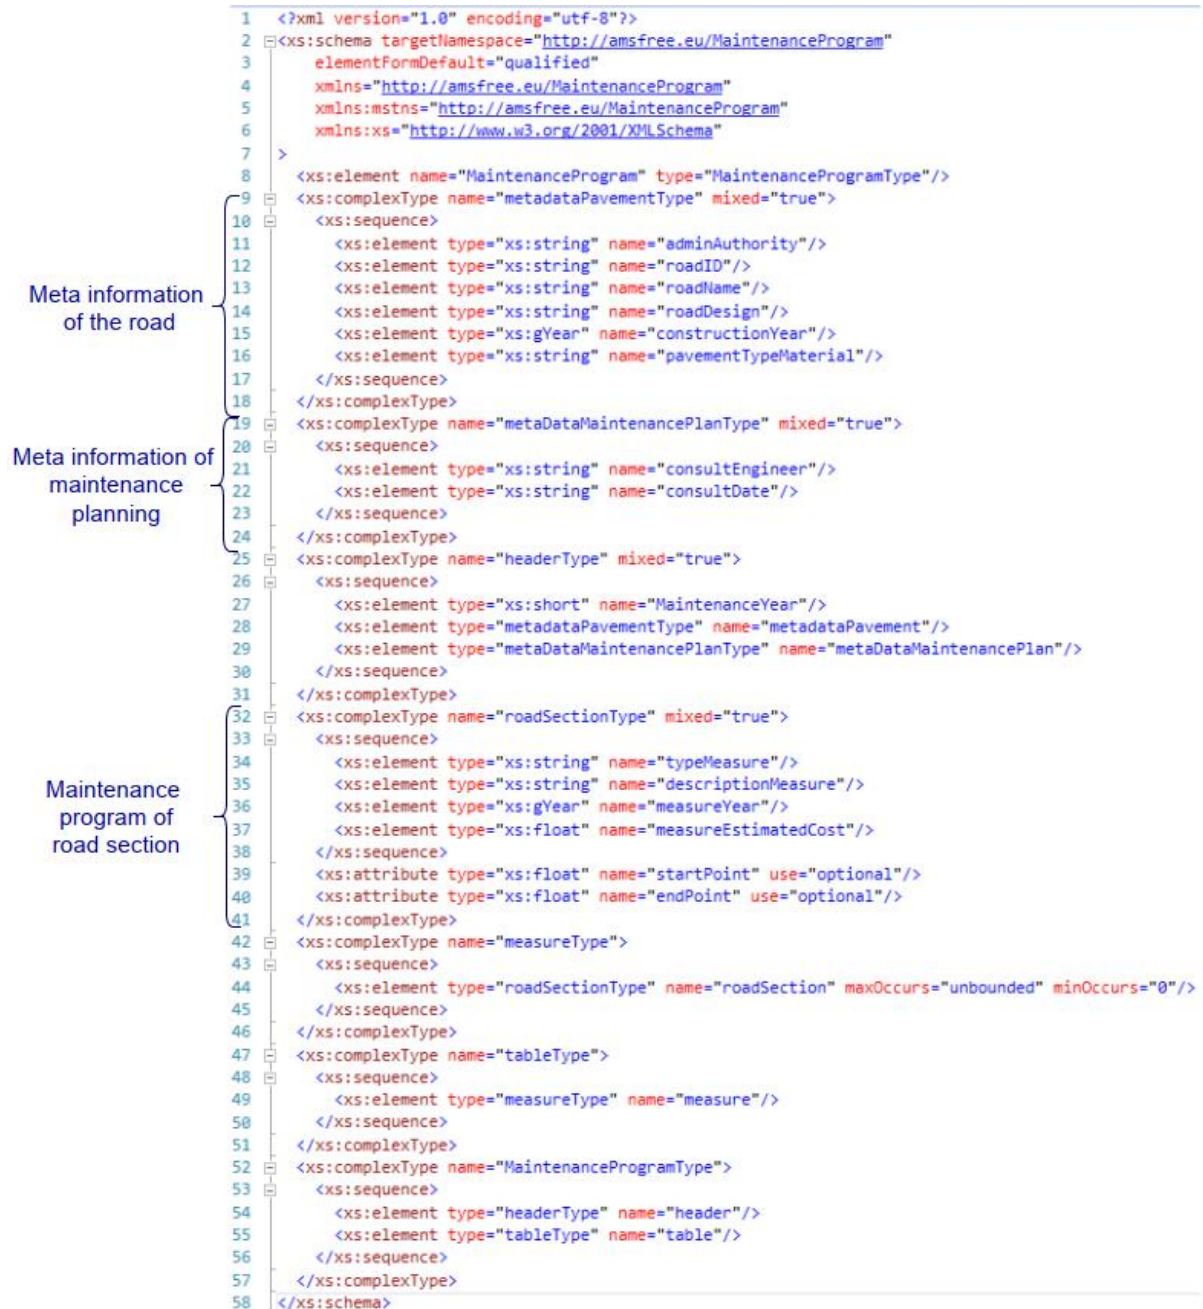 1 <?xml version="1.0" encoding="utf-8"?>
2 <xs:schema targetNamespace="http://amsfree.eu/MaintenanceProgram"
3 elementFormDefault="qualified"
4 xmlns="http://amsfree.eu/MaintenanceProgram"
5 xmlns:mstns="http://amsfree.eu/MaintenanceProgram"
6 xmlns:xs="http://www.w3.org/2001/XMLSchema"
7 >
8 <xs:element name="MaintenanceProgram" type="MaintenanceProgramType"/>
9 <xs:complexType name="metadataPavementType" mixed="true">
10 <xs:sequence>
11 <xs:element type="xs:string" name="adminAuthority"/>
12 <xs:element type="xs:string" name="roadID"/>
Meta information
13 <xs:element type="xs:string" name="roadName"/>
of the road
14 <xs:element type="xs:string" name="roadDesign"/>
15 <xs:element type="xs:gYear" name="constructionYear"/>
16 <xs:element type="xs:string" name="pavementTypeMaterial"/>
17 </xs:sequence>
18 </xs:complexType>
19 <xs:complexType name="metaDataMaintenancePlanType" mixed="true">
20 <xs:sequence>
Meta information of
21 <xs:element type="xs:string" name="consultEngineer"/>
maintenance
22 <xs:element type="xs:string" name="consultDate"/>
planning
23 </xs:sequence>
24 </xs:complexType>
25 <xs:complexType name="headerType" mixed="true">
26 <xs:sequence>
27 <xs:element type="xs:short" name="MaintenanceYear"/>
28 <xs:element type="metadataPavementType" name="metadataPavement"/>
29 <xs:element type="metaDataMaintenancePlanType" name="metaDataMaintenancePlan"/>
30 </xs:sequence>
31 </xs:complexType>
32 <xs:complexType name="roadSectionType" mixed="true">
33 <xs:sequence>
34 <xs:element type="xs:string" name="typeMeasure"/>
Maintenance
35 <xs:element type="xs:string" name="descriptionMeasure"/>
program of
36 <xs:element type="xs:gYear" name="measureYear"/>
road section
37 <xs:element type="xs:float" name="measureEstimatedCost"/>
38 </xs:sequence>
39 <xs:attribute type="xs:float" name="startPoint" use="optional"/>
40 <xs:attribute type="xs:float" name="endPoint" use="optional"/>
41 </xs:complexType>
42 <xs:complexType name="measureType">
43 <xs:sequence>
44 <xs:element type="roadSectionType" name="roadSection" maxOccurs="unbounded" minOccurs="0"/>
45 </xs:sequence>
46 </xs:complexType>
47 <xs:complexType name="tableType">
48 <xs:sequence>
49 <xs:element type="measureType" name="measure"/>
50 </xs:sequence>
51 </xs:complexType>
52 <xs:complexType name="MaintenanceProgramType">
53 <xs:sequence>
54 <xs:element type="headerType" name="header"/>
55 <xs:element type="tableType" name="table"/>
56 </xs:sequence>
57 </xs:complexType>
58 </xs:schema>